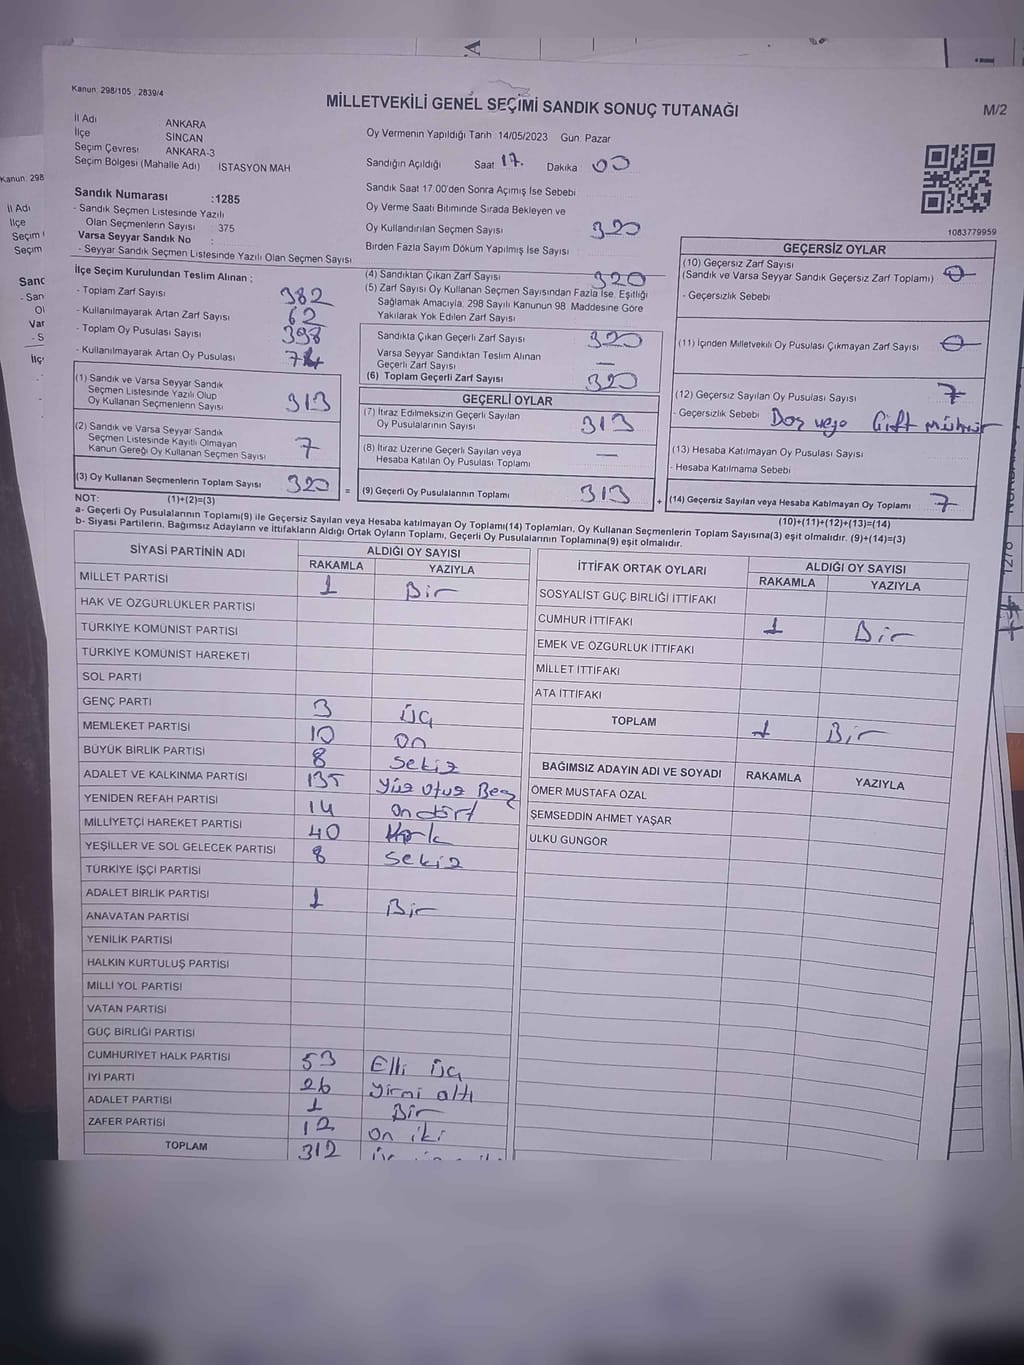 Kanun: 298/105 2839/4
MİLLETVEKİLİ GENEL SEÇİMİ SANDIK SONUÇ TUTANAĞI
M/2
İl Adı ANKARA
İlçe SİNCAN
Seçim Çevresi ANKARA-3
Seçim Bölgesi (Mahalle Adı) İSTASYON MAH
Oy Vermenin Yapıldığı Tarih 14/05/2023 Gün: Pazar
Sandığın Açıldığı Saat 17. Dakika 00
Sandık Saat 17:00'den Sonra Açımış İse Sebebi
Oy Verme Saati Bitiminde Sırada Bekleyen ve
Oy Kullandırılan Seçmen Sayısı 320
Birden Fazla Sayım Döküm Yapılmış İse Sayısı
1083779959
Sandık Numarası :1285
- Sandık Seçmen Listesinde Yazılı
Olan Seçmenlerin Sayısı : 375
Varsa Seyyar Sandık No :
- Seyyar Sandık Seçmen Listesinde Yazılı Olan Seçmen Sayısı
İlçe Seçim Kurulundan Teslim Alınan ;
- Toplam Zarf Sayısı 382
- Kullanılmayarak Artan Zarf Sayısı 62
- Toplam Oy Pusulası Sayısı 398
- Kullanılmayarak Artan Oy Pusulası
(1) Sandık ve Varsa Seyyar Sandık
Seçmen Listesinde Yazılı Olup
Oy Kullanan Seçmenlerin Sayısı 313
(2) Sandık ve Varsa Seyyar Sandık
Seçmen Listesinde Kayıtlı Olmayan
Kanun Gereği Oy Kullanan Seçmen Sayısı 7
(3) Oy Kullanan Seçmenlerin Toplam Sayısı 320 =
(4) Sandıktan Çıkan Zarf Sayısı 320
(5) Zarf Sayısı Oy Kullanan Seçmen Sayısından Fazla İse, Eşitliği
Sağlamak Amacıyla, 298 Sayılı Kanunun 98. Maddesine Göre
Yakılarak Yok Edilen Zarf Sayısı
Sandıkta Çıkan Geçerli Zarf Sayısı 320
Varsa Seyyar Sandıktan Teslim Alınan
Geçerli Zarf Sayısı —
(6) Toplam Geçerli Zarf Sayısı 320
GEÇERLİ OYLAR
(7) İtiraz Edilmeksizin Geçerli Sayılan
Oy Pusulalarının Sayısı 313
(8) İtiraz Üzerine Geçerli Sayılan veya
Hesaba Katılan Oy Pusulası Toplamı —
(9) Geçerli Oy Pusulalarının Toplamı 313 +
GEÇERSİZ OYLAR
(10) Geçersiz Zarf Sayısı
(Sandık ve Varsa Seyyar Sandık Geçersiz Zarf Toplamı) 0
- Geçersizlik Sebebi
(11) İçinden Milletvekili Oy Pusulası Çıkmayan Zarf Sayısı 0
(12) Geçersiz Sayılan Oy Pusulası Sayısı 7
- Geçersizlik Sebebi Boş veya Çift mühür
(13) Hesaba Katılmayan Oy Pusulası Sayısı
- Hesaba Katılmama Sebebi
(14) Geçersiz Sayılan veya Hesaba Katılmayan Oy Toplamı 7
NOT: (1)+(2)=(3)
(10)+(11)+(12)+(13)=(14)
a- Geçerli Oy Pusulalarının Toplamı(9) ile Geçersiz Sayılan veya Hesaba katılmayan Oy Toplamı(14) Toplamları, Oy Kullanan Seçmenlerin Toplam Sayısına(3) eşit olmalıdır. (9)+(14)=(3)
b- Siyasi Partilerin, Bağımsız Adayların ve İttifakların Aldığı Ortak Oyların Toplamı, Geçerli Oy Pusulalarının Toplamına(9) eşit olmalıdır.
SİYASİ PARTİNİN ADI ALDIĞI OY SAYISI
RAKAMLA YAZIYLA
MİLLET PARTİSİ 1 Bir
HAK VE ÖZGÜRLÜKLER PARTİSİ
TÜRKİYE KOMÜNİST PARTİSİ
TÜRKİYE KOMÜNİST HAREKETİ
SOL PARTİ
GENÇ PARTİ 3 üç
MEMLEKET PARTİSİ 10 on
BÜYÜK BİRLİK PARTİSİ 8 sekiz
ADALET VE KALKINMA PARTİSİ 135 yüz otuz Beş
YENİDEN REFAH PARTİSİ 14 on dört
MİLLİYETÇİ HAREKET PARTİSİ 40 Kırk
YEŞİLLER VE SOL GELECEK PARTİSİ 8 sekiz
TÜRKİYE İŞÇİ PARTİSİ
ADALET BİRLİK PARTİSİ 1 Bir
ANAVATAN PARTİSİ
YENİLİK PARTİSİ
HALKIN KURTULUŞ PARTİSİ
MİLLİ YOL PARTİSİ
VATAN PARTİSİ
GÜÇ BİRLİĞİ PARTİSİ
CUMHURİYET HALK PARTİSİ 53 Elli üç
İYİ PARTİ 26 yirmi altı
ADALET PARTİSİ 1 Bir
ZAFER PARTİSİ 12 on iki
TOPLAM 312
İTTİFAK ORTAK OYLARI ALDIĞI OY SAYISI
RAKAMLA YAZIYLA
SOSYALİST GÜÇ BİRLİĞİ İTTİFAKI
CUMHUR İTTİFAKI 1 Bir
EMEK VE ÖZGÜRLÜK İTTİFAKI
MİLLET İTTİFAKI
ATA İTTİFAKI
TOPLAM 1 Bir
BAĞIMSIZ ADAYIN ADI VE SOYADI RAKAMLA YAZIYLA
ÖMER MUSTAFA ÖZAL
ŞEMSEDDİN AHMET YAŞAR
ÜLKÜ GÜNGÖR
Kanun: 298
İl Adı
İlçe
Seçim
Seçim
1278